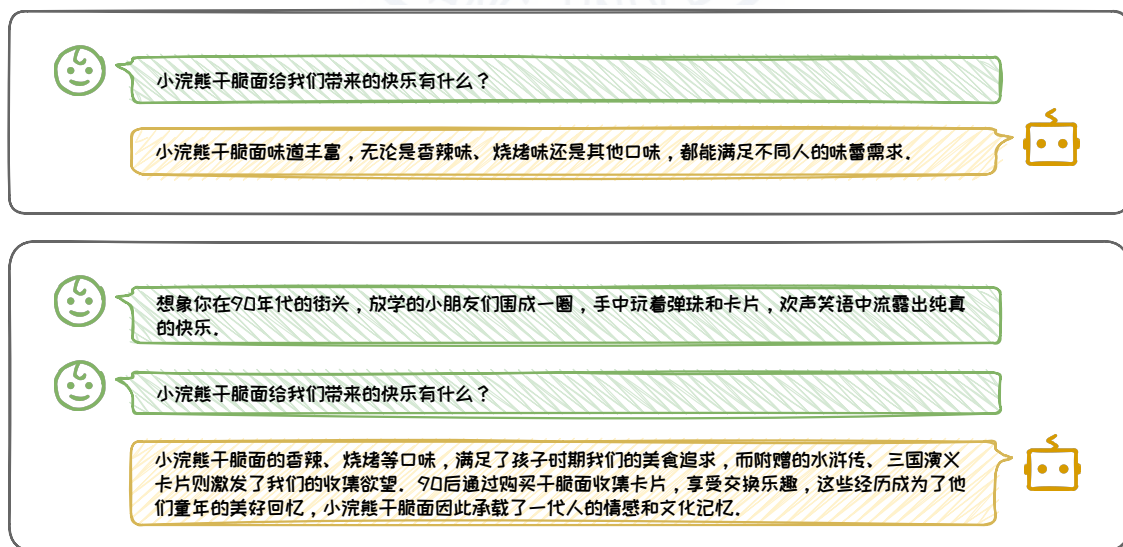 小浣熊干脆面给我们带来的快乐有什么？
小浣熊干脆面味道丰富，无论是香辣味、烧烤味还是其他口味，都能满足不同人的味蕾需求.
想象你在90年代的街头，放学的小朋友们围成一圈，手中玩着弹珠和卡片，欢声笑语中流露出纯真
的快乐.
小浣熊干脆面给我们带来的快乐有什么？
小浣熊干脆面的香辣、烧烤等口味，满足了孩子时期我们的美食追求，而附赠的水浒传、三国演义
卡片则激发了我们的收集欲望. 90后通过购买干脆面收集卡片，享受交换乐趣，这些经历成为了他
们童年的美好回忆，小浣熊干脆面因此承载了一代人的情感和文化记忆.